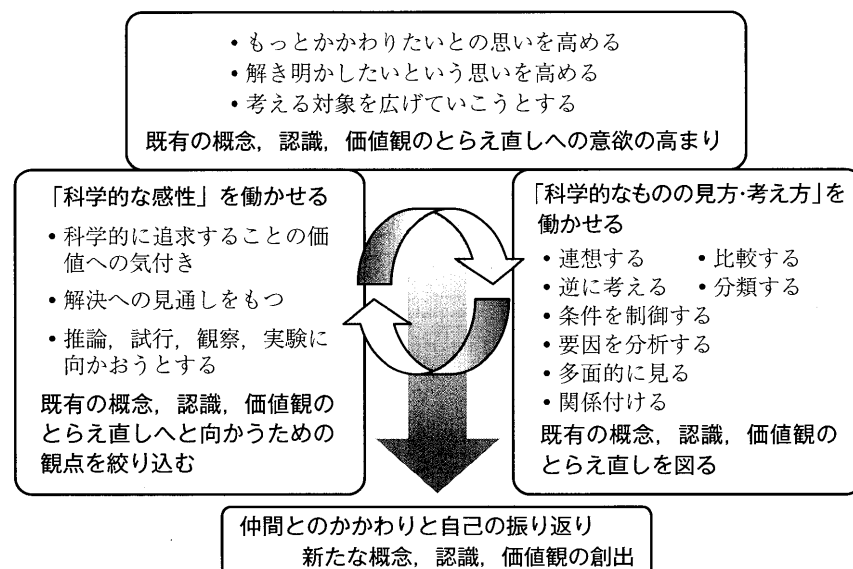 ・もっとかかわりたいとの思いを高める
・解き明かしたいという思いを高める
・考える対象を広げていこうとする
既有の概念，認識，価値観のとらえ直しへの意欲の高まり
「科学的な感性」を働かせる
・科学的に追求することの価
値への気付き
・解決への見通しをもつ
・推論，試行，観察，実験に
向かおうとする
既有の概念，認識，価値観の
とらえ直しへと向かうための
観点を絞り込む
「科学的なものの見方・考え方」を
働かせる
・連想する　・比較する
・逆に考える　・分類する
・条件を制御する
・要因を分析する
・多面的に見る
・関係付ける
既有の概念，認識，価値観の
とらえ直しを図る
仲間とのかかわりと自己の振り返り
新たな概念，認識，価値観の創出